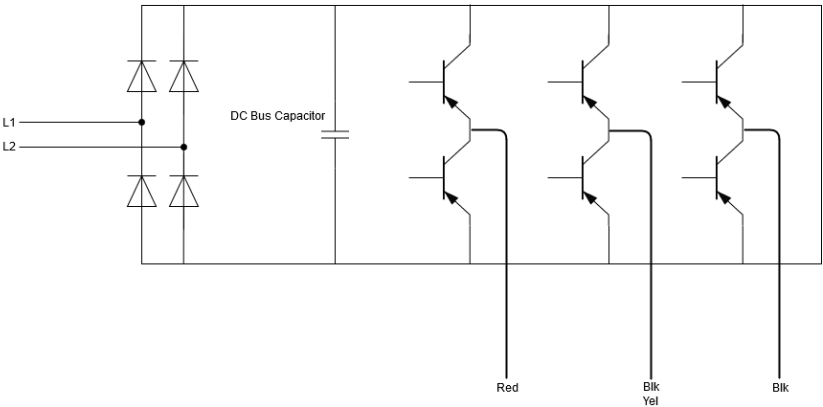 DC Bus Capacitor
L1
L2
Red
Blk
Yel
Blk